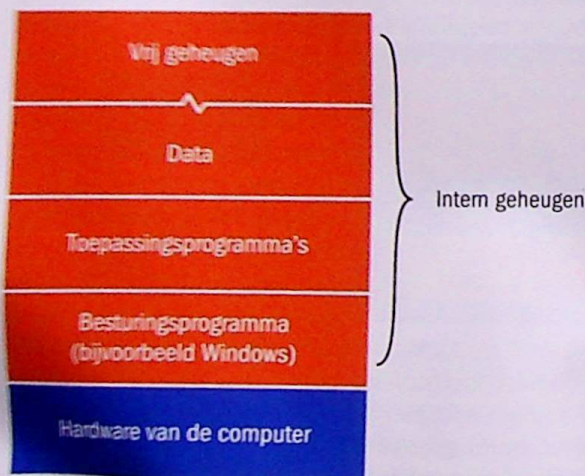 Vrij geheugen
Data
Toepassingsprogramma's
Intern geheugen
Besturingsprogramma
(bijvoorbeeld Windows)
Hardware van de computer